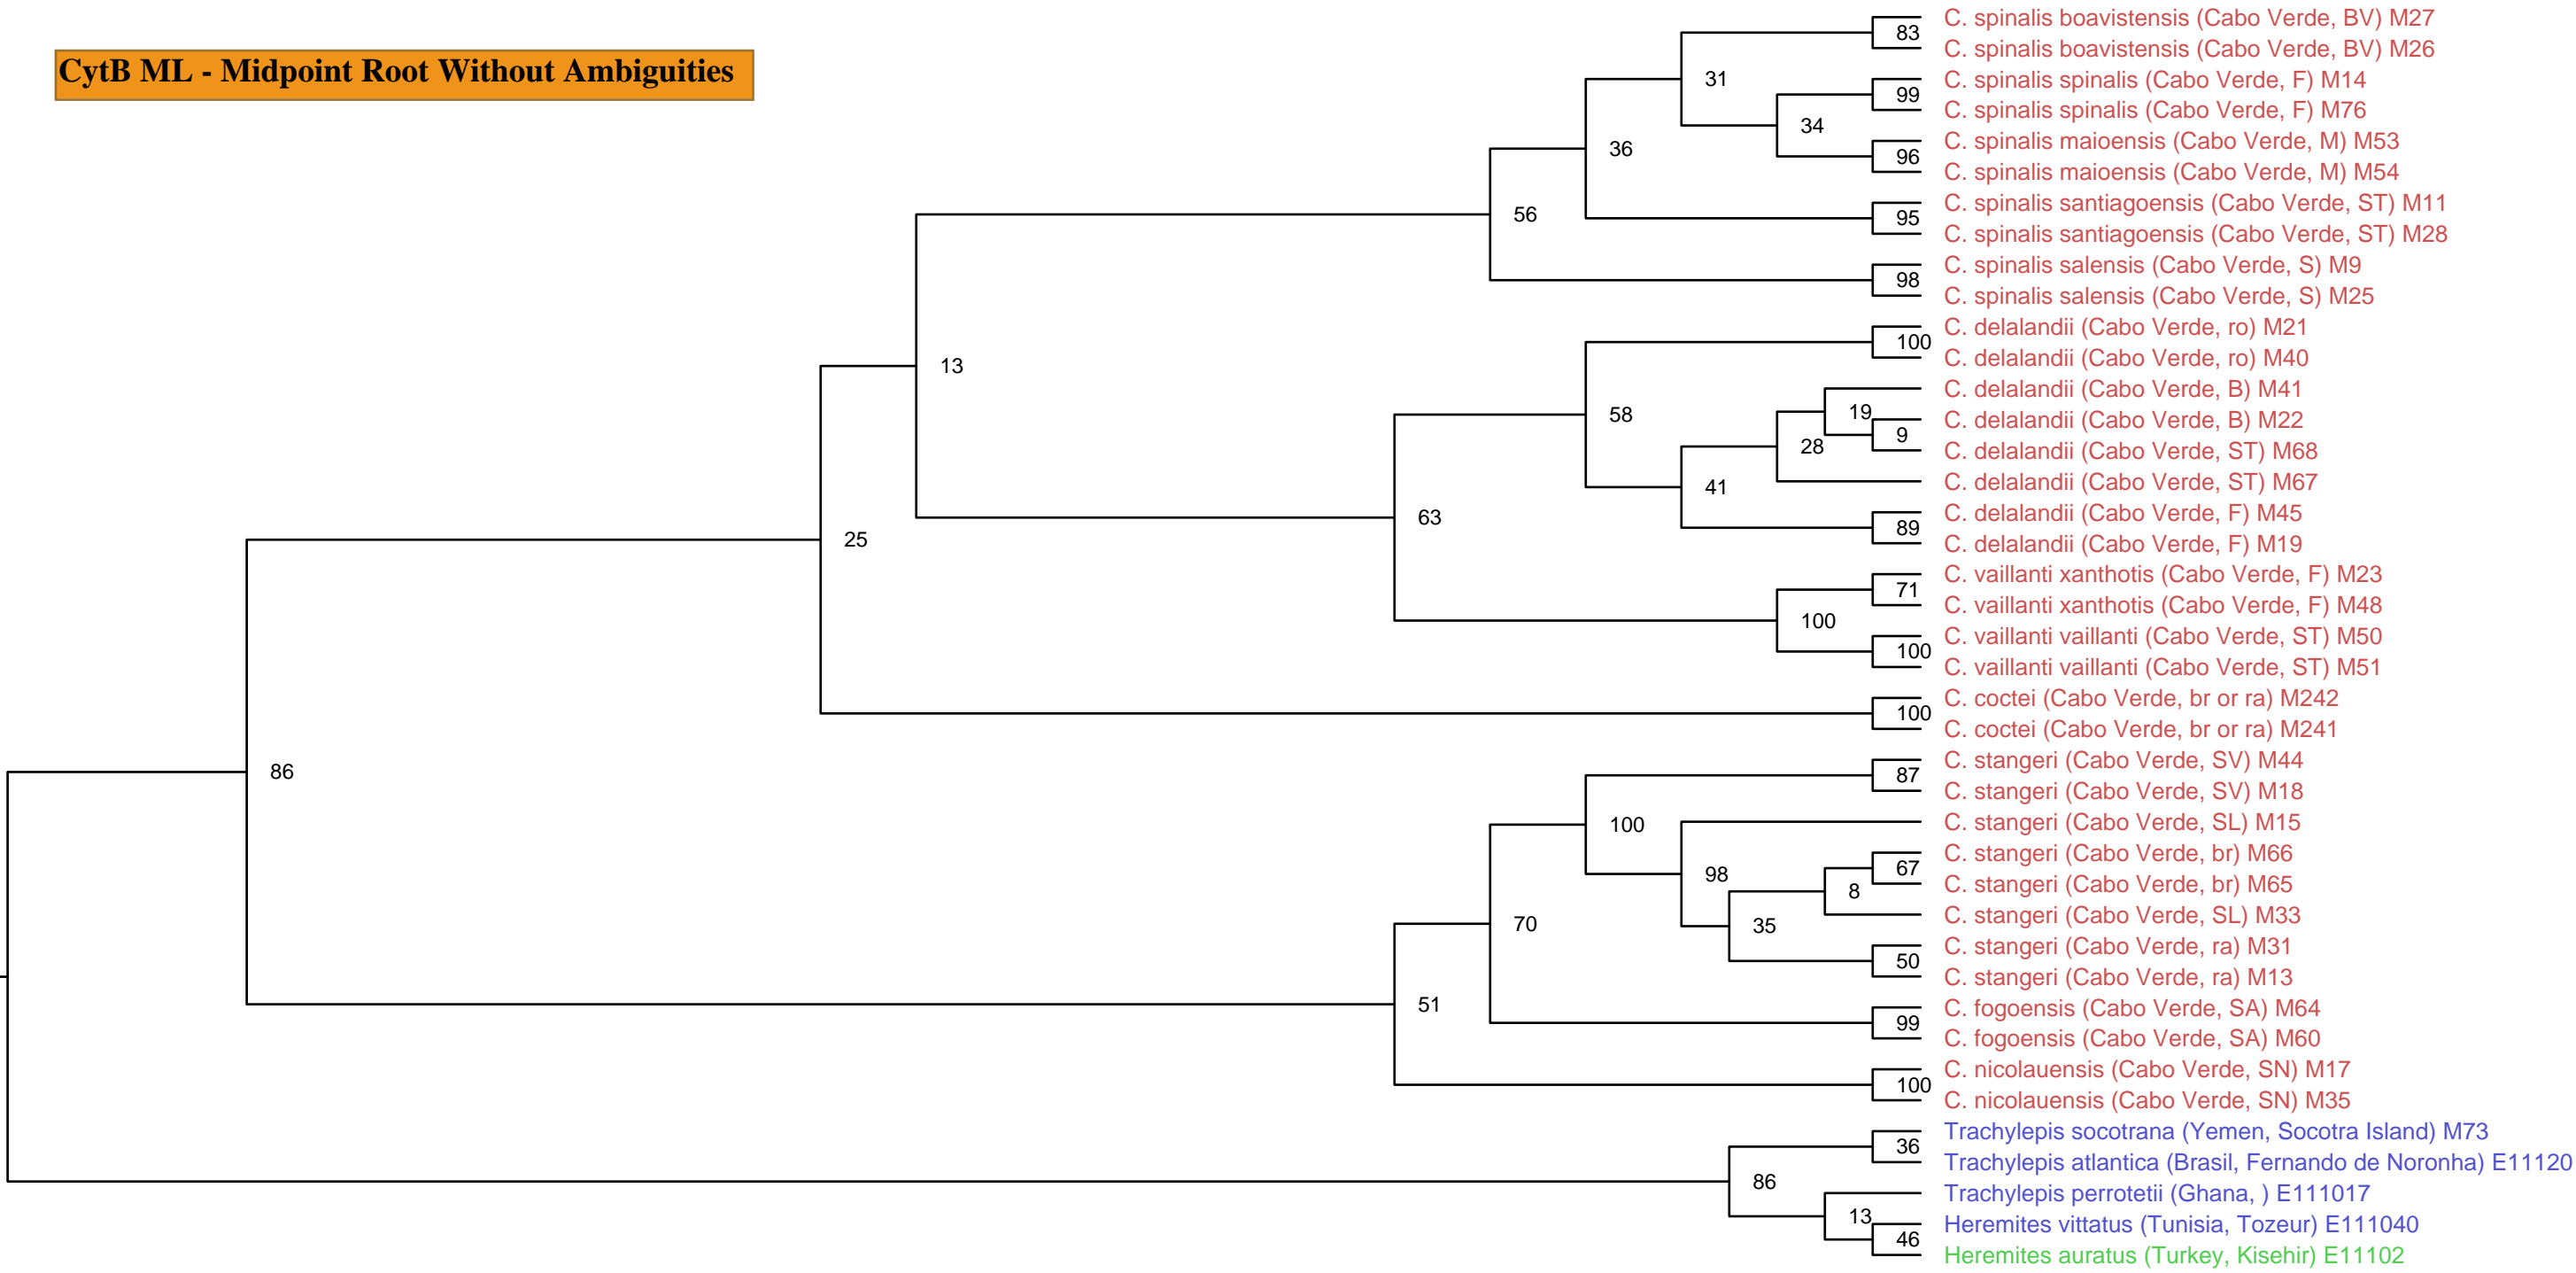 CytB ML - Midpoint Root Without Ambiguities
C. spinalis boavistensis (Cabo Verde, BV) M27
83
C. spinalis boavistensis (Cabo Verde, BV) M26
31
C. spinalis spinalis (Cabo Verde, F) M14
99
C. spinalis spinalis (Cabo Verde, F) M76
34
C. spinalis maioensis (Cabo Verde, M) M53
36
96
C. spinalis maioensis (Cabo Verde, M) M54
C. spinalis santiagoensis (Cabo Verde, ST) M11
56
95
C. spinalis santiagoensis (Cabo Verde, ST) M28
C. spinalis salensis (Cabo Verde, S) M9
98
C. spinalis salensis (Cabo Verde, S) M25
C. delalandii (Cabo Verde, ro) M21
100
C. delalandii (Cabo Verde, ro) M40
13
C. delalandii (Cabo Verde, B) M41
58
19
C. delalandii (Cabo Verde, B) M22
9
28
C. delalandii (Cabo Verde, ST) M68
C. delalandii (Cabo Verde, ST) M67
41
C. delalandii (Cabo Verde, F) M45
63
89
C. delalandii (Cabo Verde, F) M19
25
C. vaillanti xanthotis (Cabo Verde, F) M23
71
C. vaillanti xanthotis (Cabo Verde, F) M48
100
C. vaillanti vaillanti (Cabo Verde, ST) M50
100
C. vaillanti vaillanti (Cabo Verde, ST) M51
C. coctei (Cabo Verde, br or ra) M242
100
C. coctei (Cabo Verde, br or ra) M241
C. stangeri (Cabo Verde, SV) M44
86
87
C. stangeri (Cabo Verde, SV) M18
100
C. stangeri (Cabo Verde, SL) M15
C. stangeri (Cabo Verde, br) M66
67
98
C. stangeri (Cabo Verde, br) M65
8
C. stangeri (Cabo Verde, SL) M33
70
35
C. stangeri (Cabo Verde, ra) M31
50
C. stangeri (Cabo Verde, ra) M13
51
C. fogoensis (Cabo Verde, SA) M64
99
C. fogoensis (Cabo Verde, SA) M60
C. nicolauensis (Cabo Verde, SN) M17
100
C. nicolauensis (Cabo Verde, SN) M35
Trachylepis socotrana (Yemen, Socotra Island) M73
36
Trachylepis atlantica (Brasil, Fernando de Noronha) E11120
86
Trachylepis perrotetii (Ghana, ) E111017
13
Heremites vittatus (Tunisia, Tozeur) E111040
46
Heremites auratus (Turkey, Kisehir) E11102